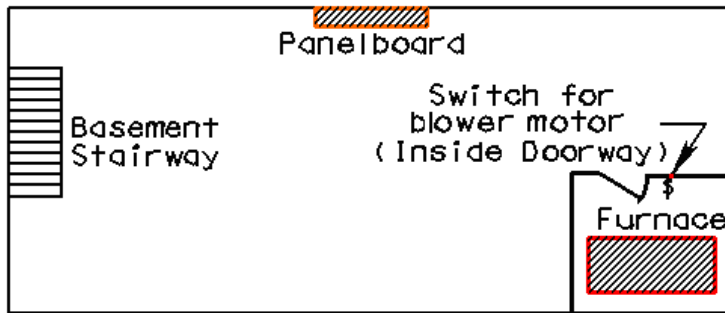 Panelboard
Switch for
blower motor
(Inside Doorway)
Basement
Stairway
$
Furnace